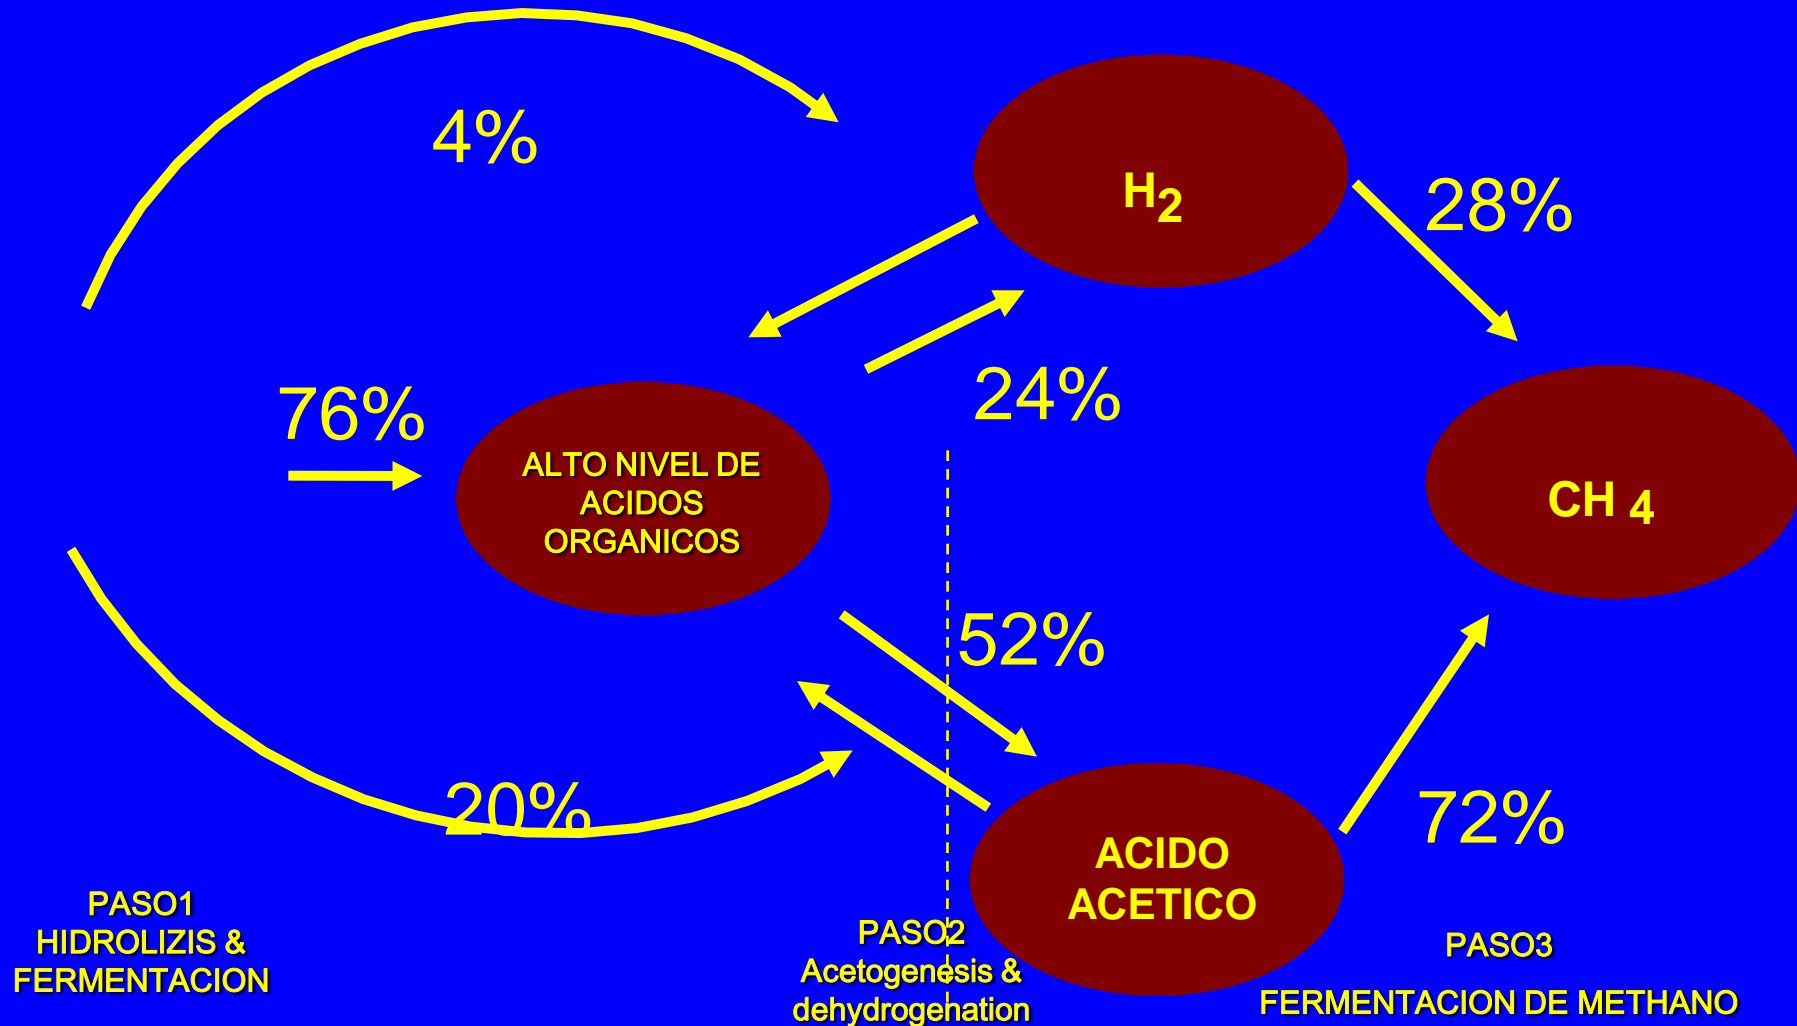 4%
H2
28%
24%
76%
ALTO NIVEL DE
ACIDOS
ORGANICOS
CH 4
52%
20%
72%
ACIDO
ACETICO
PASO1
HIDROLIZIS &
FERMENTACION
PASO2
Acetogenesis &
dehydrogenation
PASO3
FERMENTACION DE METHANO